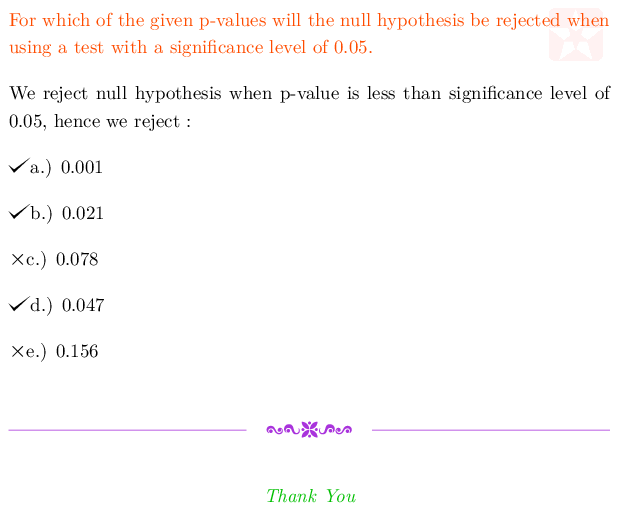 For which of the given p-values will the null hypothesis be rejected when
using a test with a significance level of 0.05.
We reject null hypothesis when p-value is less than significance level of
0.05, hence we reject :
✓a.) 0.001
✓b.) 0.021
×c.) 0.078
✓d.) 0.047
×e.) 0.156
Thank You